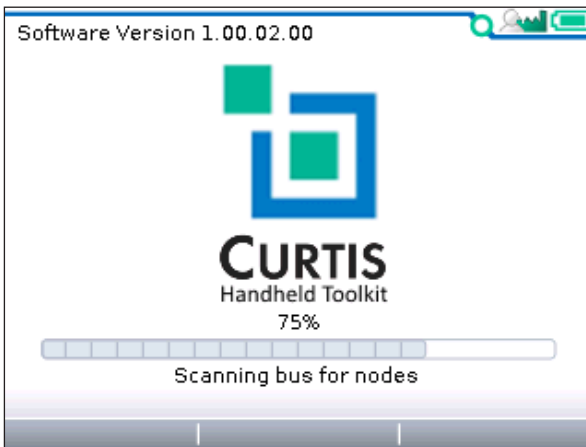 Software Version 1.00.02.00
CURTIS
Handheld Toolkit
75%
Scanning bus for nodes